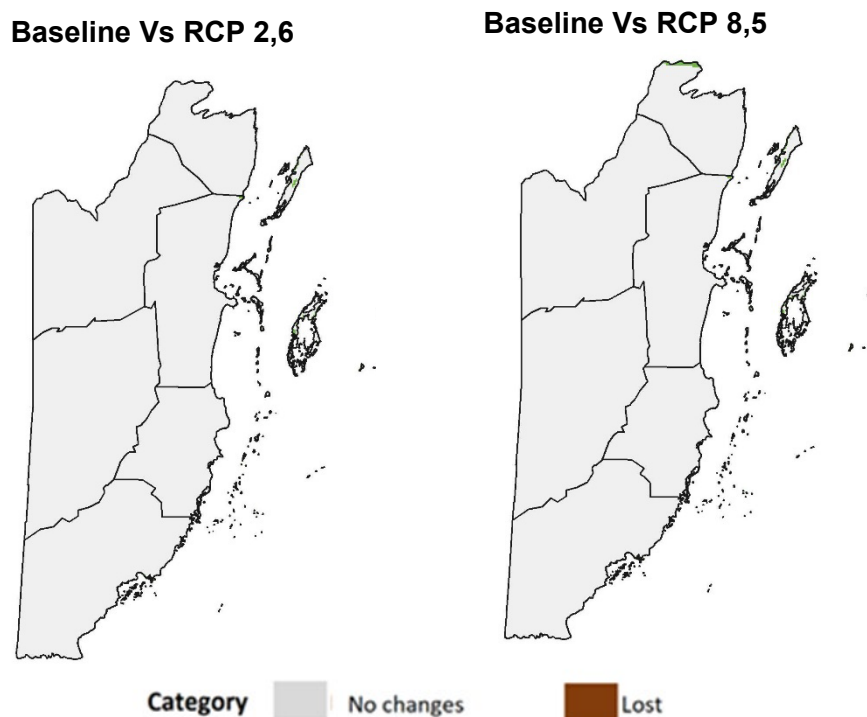 Baseline Vs RCP 2,6
Baseline Vs RCP 8,5
Category No changes Lost